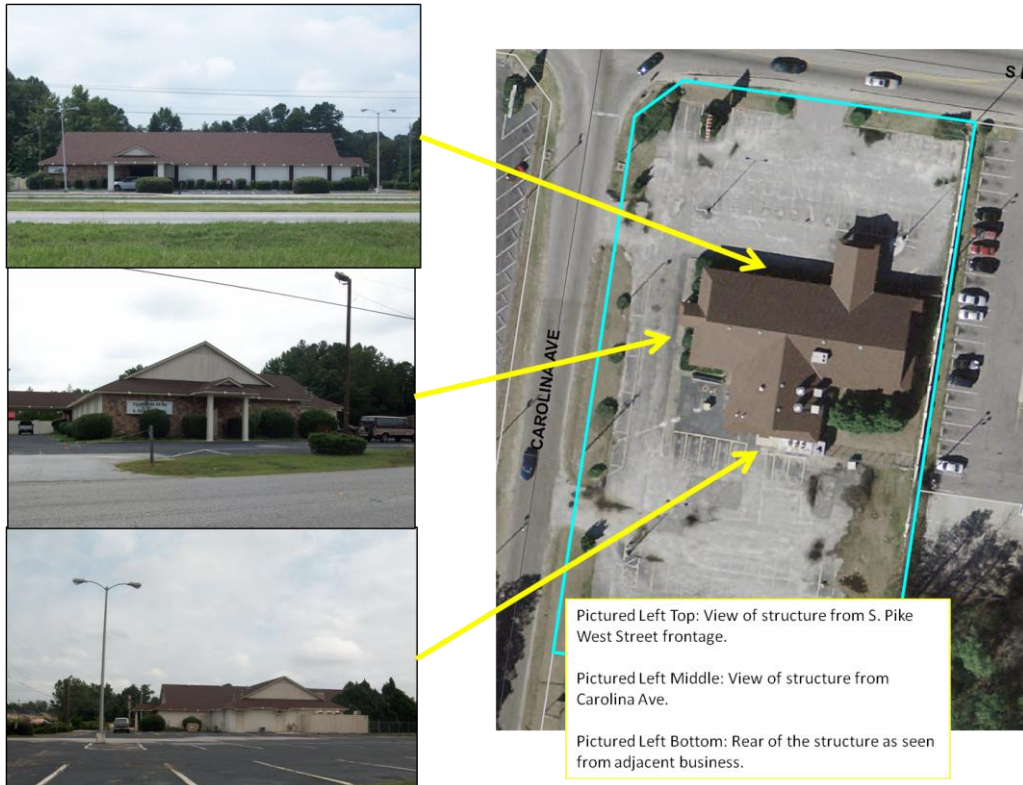 S
CAROLINA AVE
Pictured Left Top: View of structure from S. Pike
West Street frontage.
Pictured Left Middle: View of structure from
Carolina Ave.
Pictured Left Bottom: Rear of the structure as seen
from adjacent business.